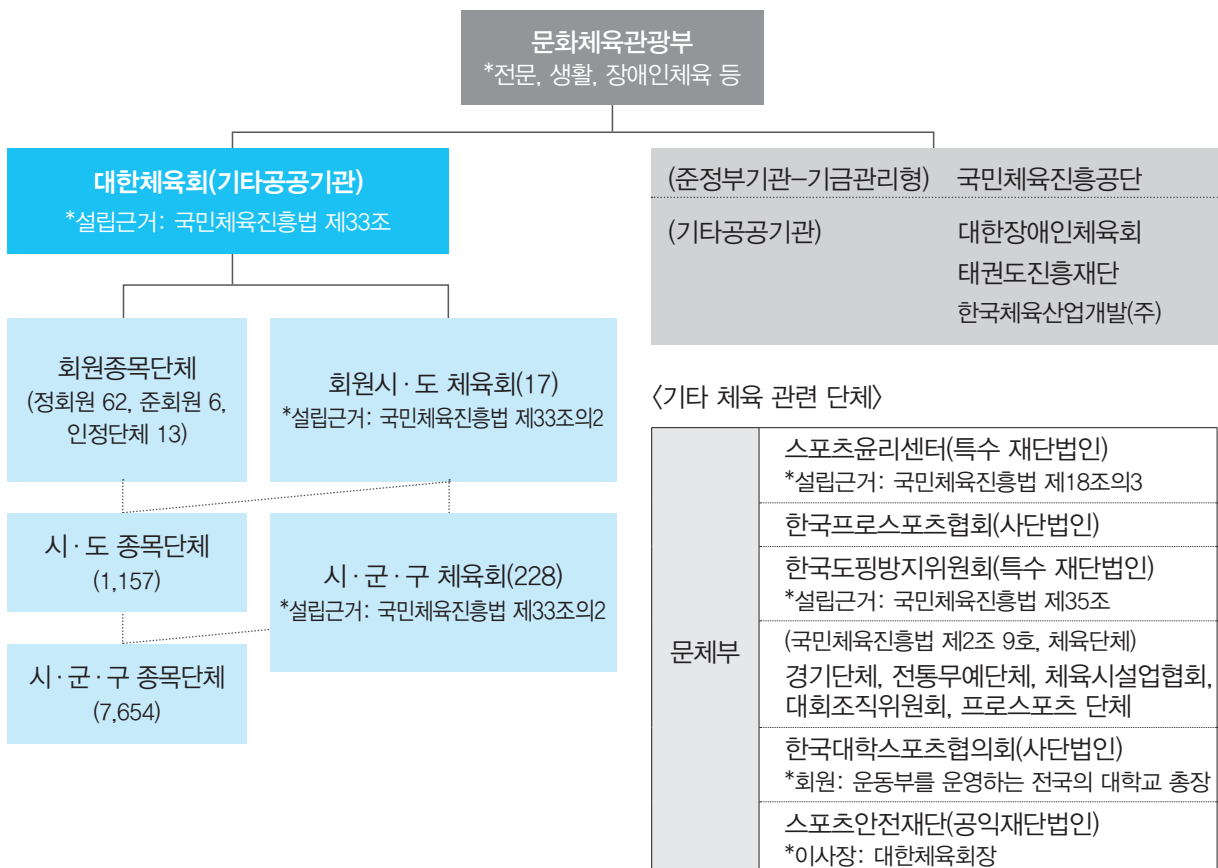 문화체육관광부
*전문, 생활, 장애인체육 등
대한체육회(기타공공기관)
*설립근거: 국민체육진흥법 제33조
(준정부기관-기금관리형) 국민체육진흥공단
(기타공공기관) 대한장애인체육회
태권도진흥재단
한국체육산업개발(주)
회원종목단체
(정회원 62, 준회원 6,
인정단체 13)
회원시·도 체육회(17)
*설립근거: 국민체육진흥법 제33조의2
시·도 종목단체
(1,157)
시·군·구 체육회(228)
*설립근거: 국민체육진흥법 제33조의2
시·군·구 종목단체
(7,654)
〈기타 체육 관련 단체〉
문체부
스포츠윤리센터(특수 재단법인)
*설립근거: 국민체육진흥법 제18조의3
한국프로스포츠협회(사단법인)
한국도핑방지위원회(특수 재단법인)
*설립근거: 국민체육진흥법 제35조
(국민체육진흥법 제2조 9호, 체육단체)
경기단체, 전통무예단체, 체육시설업협회,
대회조직위원회, 프로스포츠 단체
한국대학스포츠협의회(사단법인)
*회원: 운동부를 운영하는 전국의 대학교 총장
스포츠안전재단(공익재단법인)
*이사장: 대한체육회장